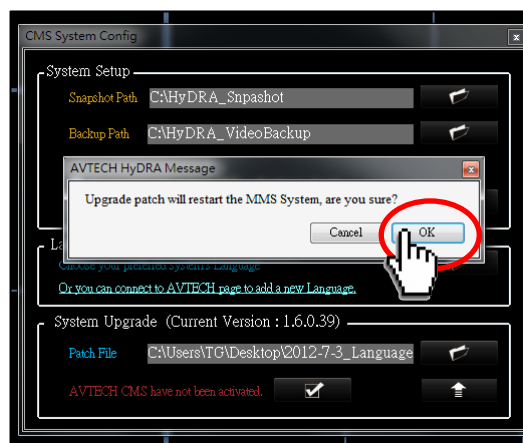 CMS System Config
System Setup
Snapshot Path C:\HyDRA_Snpashot
Backup Path C:\HyDRA_VideoBackup
AVTECH HyDRA Message
Upgrade patch will restart the MMS System, are you sure?
Cancel OK
La
Choose your preferred system's Language
Or you can connect to AVTECH page to add a new Language.
System Upgrade (Current Version : 1.6.0.39)
Patch File C:\Users\TG\Desktop\2012-7-3_Language
AVTECH CMS have not been activated.